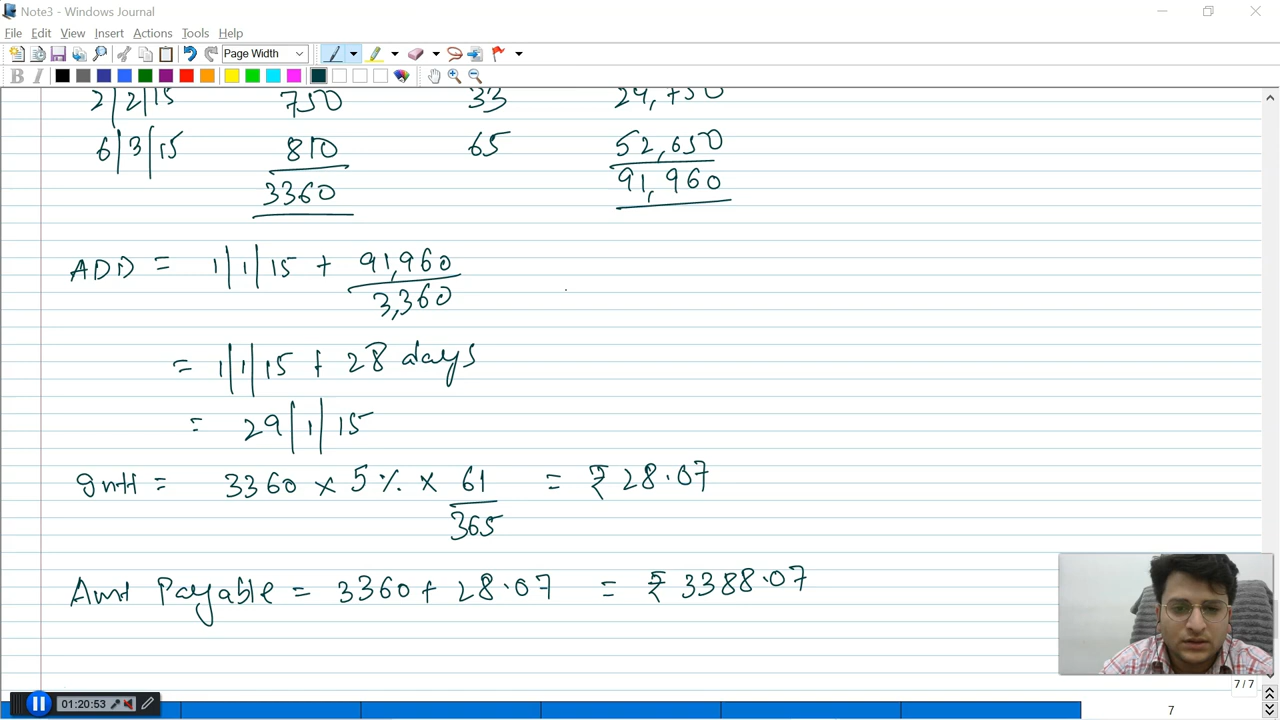 Note3 - Windows Journal
File Edit View Insert Actions Tools Help
Page Width
B I
2|2|15 750 33 24,750
6|3|15 810 65 52,650
3360 91,960
ADD = 1|1|15 + 91,960
3,360
= 1|1|15 + 28 days
= 29|1|15
Intt = 3360 × 5% × 61 = ₹ 28.07
365
Amt Payable = 3360 + 28.07 = ₹ 3388.07
7/7
01:20:53
7